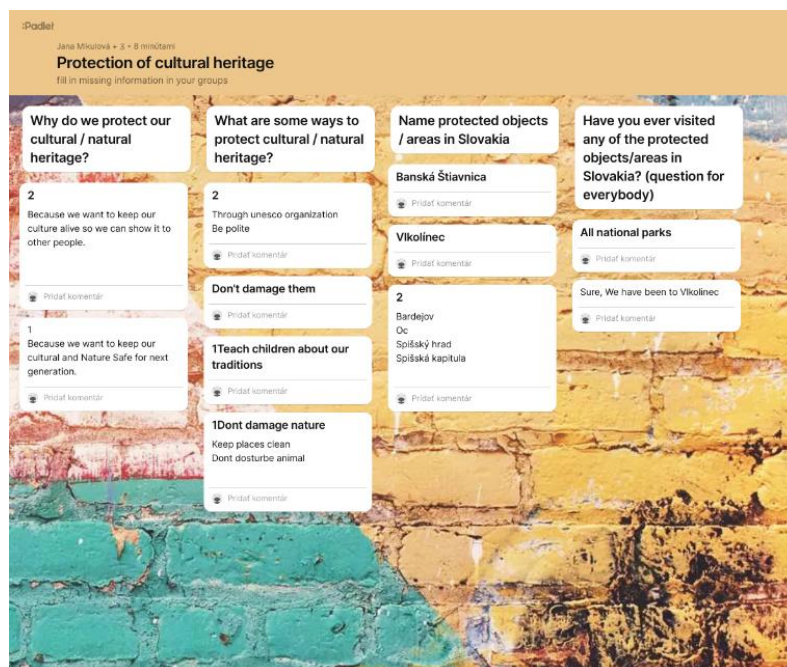 :Padlet
Jana Mikulová + 3 • 8 minútami
Protection of cultural heritage
fill in missing information in your groups
Why do we protect our
cultural / natural
heritage?
2
Because we want to keep our
culture alive so we can show it to
other people.
Pridať komentár
1
Because we want to keep our
cultural and Nature Safe for next
generation.
Pridať komentár
What are some ways to
protect cultural / natural
heritage?
2
Through unesco organization
Be polite
Pridať komentár
Don't damage them
Pridať komentár
1Teach children about our
traditions
Pridať komentár
1Dont damage nature
Keep places clean
Dont dosturbe animal
Pridať komentár
Name protected objects
/ areas in Slovakia
Banská Štiavnica
Pridať komentár
Vlkolínec
Pridať komentár
2
Bardejov
Oc
Spišský hrad
Spišská kapitula
Pridať komentár
Have you ever visited
any of the protected
objects/areas in
Slovakia? (question for
everybody)
All national parks
Pridať komentár
Sure, We have been to Vlkolinec
Pridať komentár